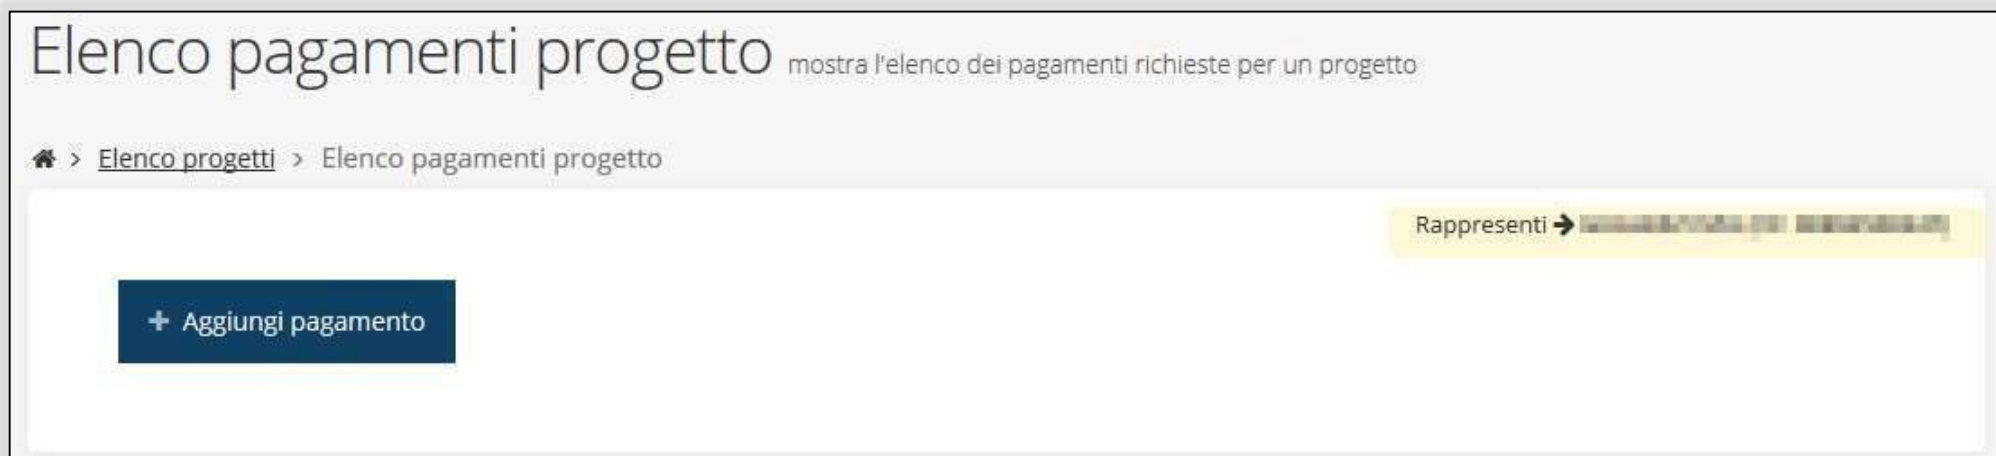 Elenco pagamenti progetto mostra l'elenco dei pagamenti richieste per un progetto
> Elenco progetti > Elenco pagamenti progetto
Rappresenti
+ Aggiungi pagamento